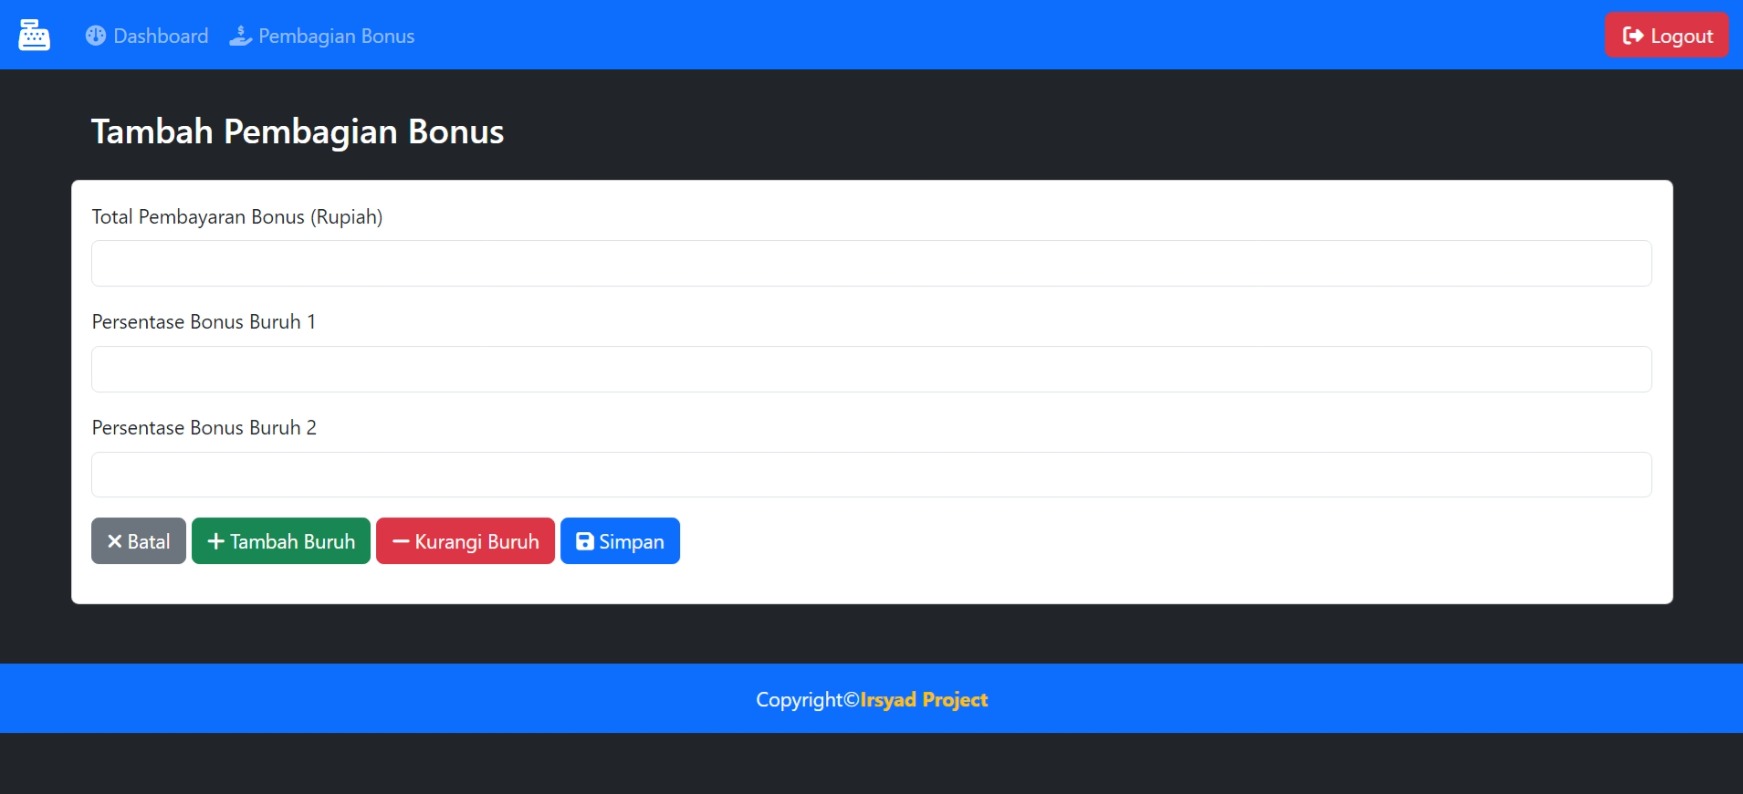 Dashboard Pembagian Bonus Logout
Tambah Pembagian Bonus
Total Pembayaran Bonus (Rupiah)
Persentase Bonus Buruh 1
Persentase Bonus Buruh 2
Batal Tambah Buruh Kurangi Buruh Simpan
Copyright©Irsyad Project